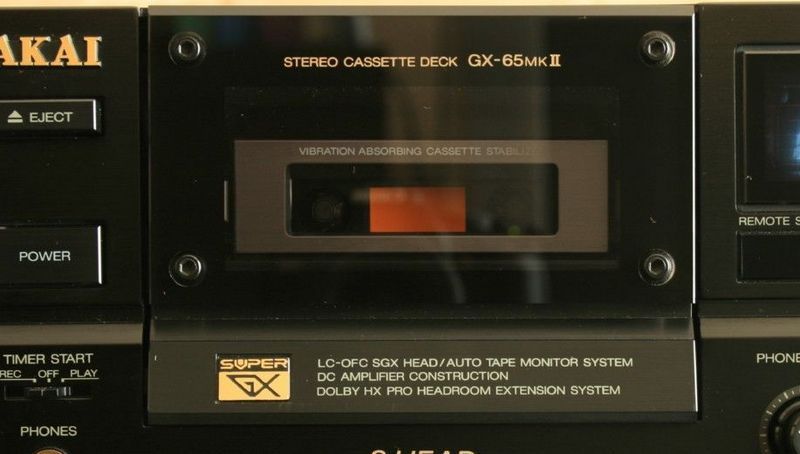 AKAI
EJECT
POWER
TIMER START
REC OFF PLAY
PHONES
STEREO CASSETTE DECK GX-65MKII
VIBRATION ABSORBING CASSETTE
SUPER
GX
LC-OFC SGX HEAD/AUTO TAPE MONITOR SYSTEM
DC AMPLIFIER CONSTRUCTION
DOLBY HX PRO HEADROOM EXTENSION SYSTEM
REMOTE